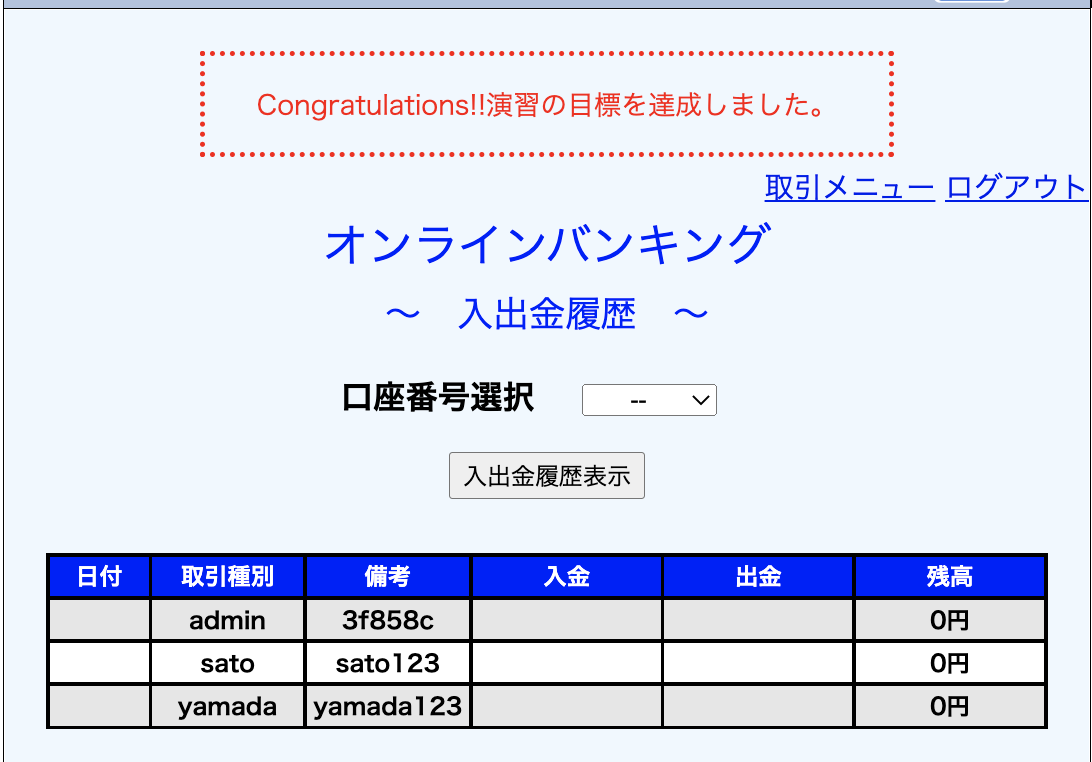 Congratulations!!演習の目標を達成しました。
取引メニュー ログアウト
オンラインバンキング
～　入出金履歴　～
口座番号選択 --
入出金履歴表示
日付 取引種別 備考 入金 出金 残高
admin 3f858c 0円
sato sato123 0円
yamada yamada123 0円